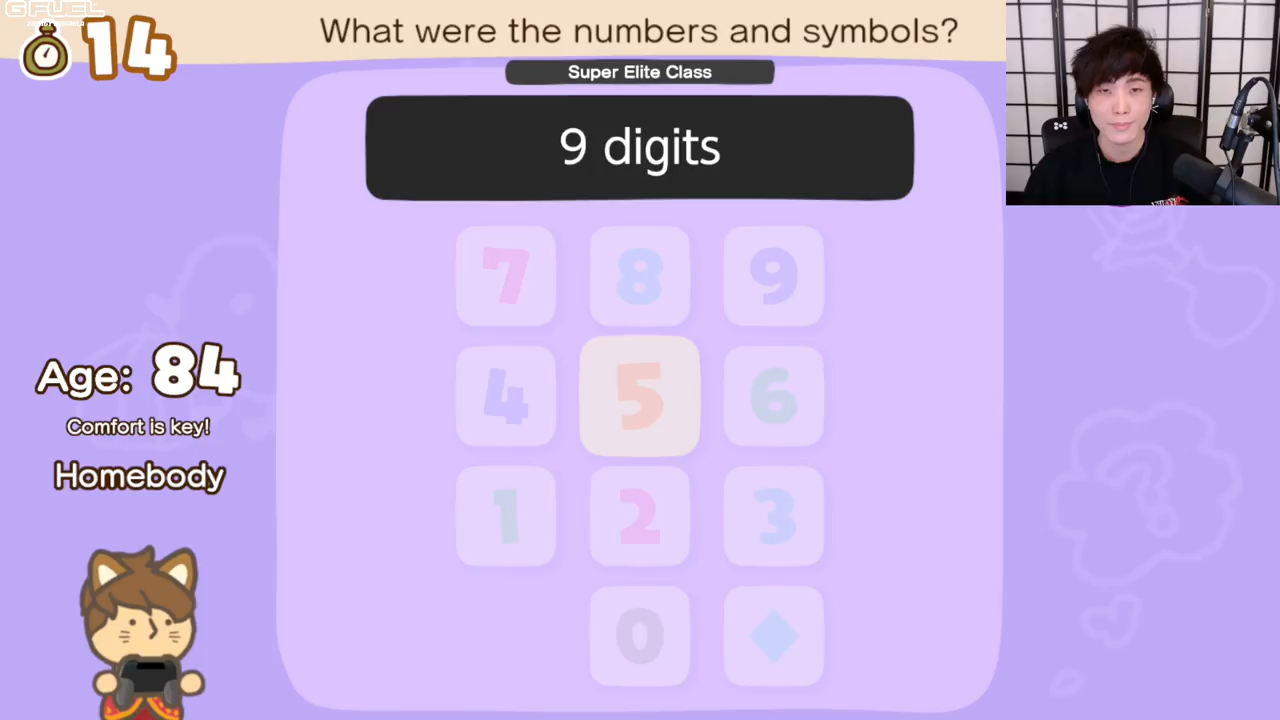 G FUEL
14
What were the numbers and symbols?
Super Elite Class
9 digits
7 8 9
4 5 6
1 2 3
0
Age: 84
Comfort is key!
Homebody